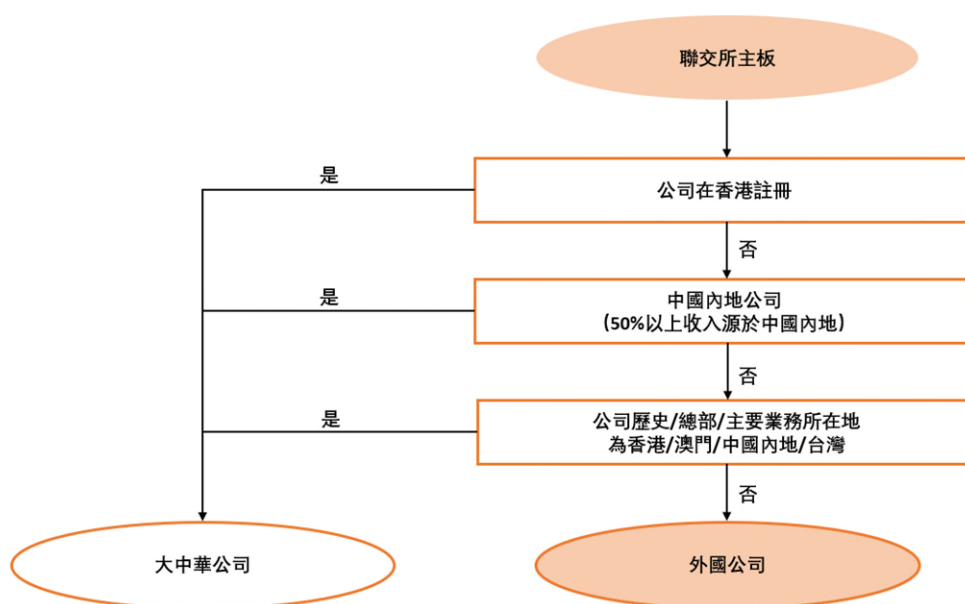 聯交所主板
是
公司在香港註冊
否
是
中國內地公司
（50%以上收入源於中國內地）
否
是
公司歷史/總部/主要業務所在地
為香港/澳門/中國內地/台灣
否
大中華公司
外國公司